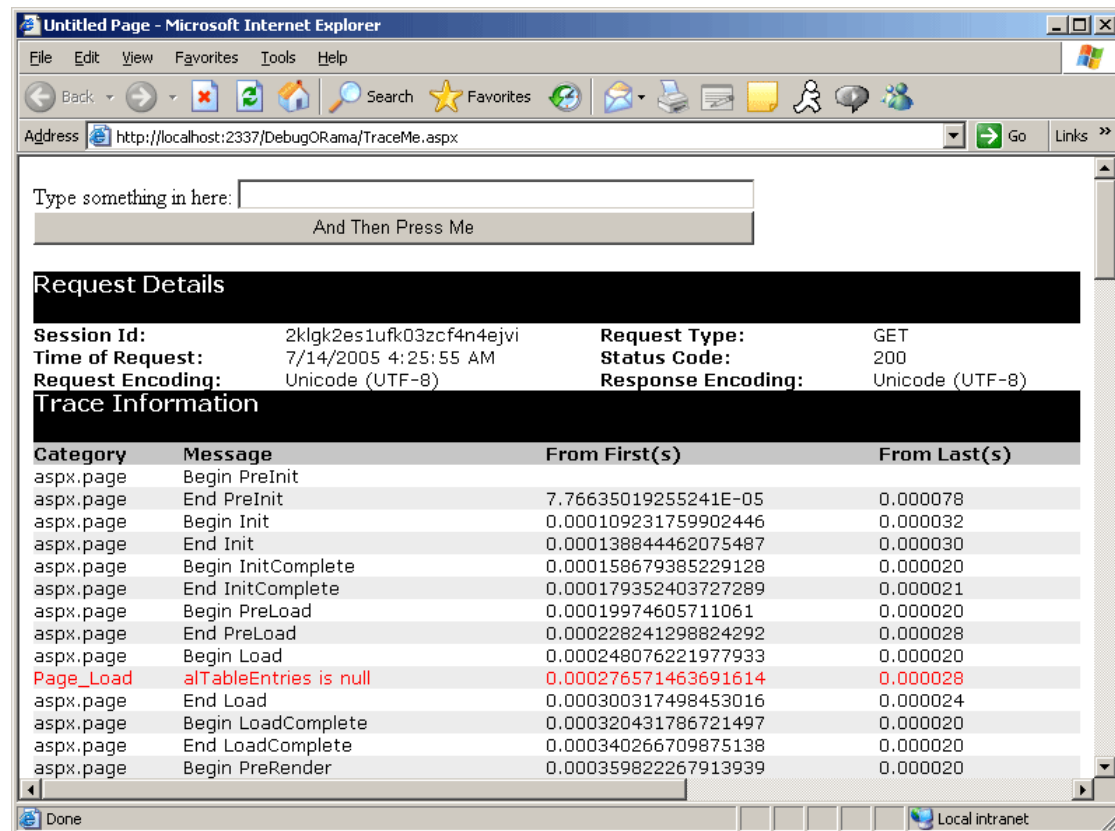 Untitled Page - Microsoft Internet Explorer
File Edit View Favorites Tools Help
Back Search Favorites
Address http://localhost:2337/DebugORama/TraceMe.aspx Go Links »
Type something in here:
And Then Press Me
Request Details
Session Id: 2klgk2es1ufk03zcf4n4ejvi Request Type: GET
Time of Request: 7/14/2005 4:25:55 AM Status Code: 200
Request Encoding: Unicode (UTF-8) Response Encoding: Unicode (UTF-8)
Trace Information
Category Message From First(s) From Last(s)
aspx.page Begin PreInit
aspx.page End PreInit 7.76635019255241E-05 0.000078
aspx.page Begin Init 0.000109231759902446 0.000032
aspx.page End Init 0.000138844462075487 0.000030
aspx.page Begin InitComplete 0.000158679385229128 0.000020
aspx.page End InitComplete 0.000179352403727289 0.000021
aspx.page Begin PreLoad 0.00019974605711061 0.000020
aspx.page End PreLoad 0.000228241298824292 0.000028
aspx.page Begin Load 0.000248076221977933 0.000020
Page_Load alTableEntries is null 0.000276571463691614 0.000028
aspx.page End Load 0.000300317498453016 0.000024
aspx.page Begin LoadComplete 0.000320431786721497 0.000020
aspx.page End LoadComplete 0.000340266709875138 0.000020
aspx.page Begin PreRender 0.000359822267913939 0.000020
Done Local intranet